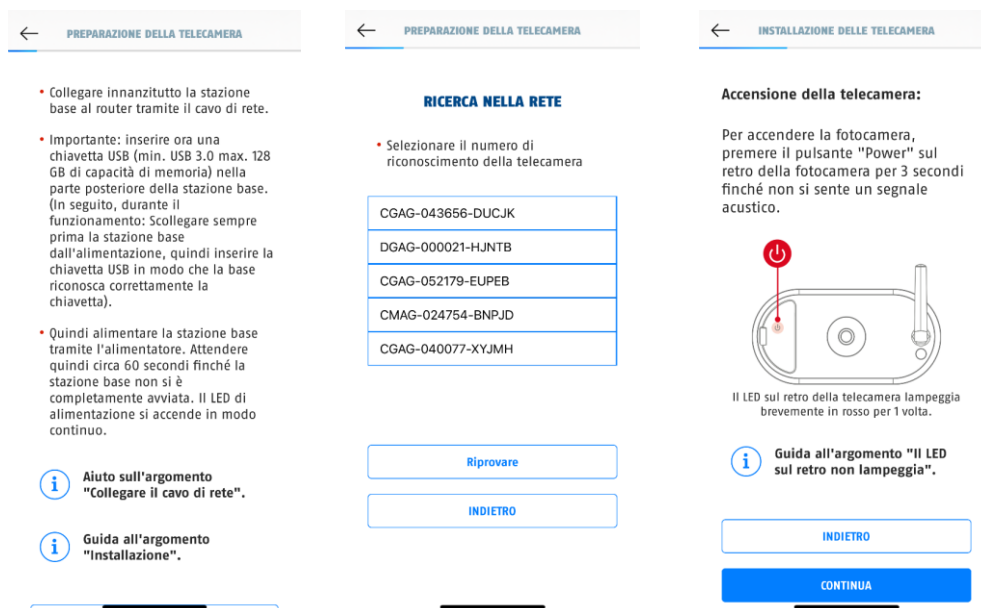 PREPARAZIONE DELLA TELECAMERA
• Collegare innanzitutto la stazione
base al router tramite il cavo di rete.
• Importante: inserire ora una
chiavetta USB (min. USB 3.0 max. 128
GB di capacità di memoria) nella
parte posteriore della stazione base.
(In seguito, durante il
funzionamento: Scollegare sempre
prima la stazione base
dall'alimentazione, quindi inserire la
chiavetta USB in modo che la base
riconosca correttamente la
chiavetta).
• Quindi alimentare la stazione base
tramite l'alimentatore. Attendere
quindi circa 60 secondi finché la
stazione base non si è
completamente avviata. Il LED di
alimentazione si accende in modo
continuo.
Aiuto sull'argomento
"Collegare il cavo di rete".
Guida all'argomento
"Installazione".
PREPARAZIONE DELLA TELECAMERA
RICERCA NELLA RETE
• Selezionare il numero di
riconoscimento della telecamera
CGAG-043656-DUCJK
DGAG-000021-HJNTB
CGAG-052179-EUPEB
CMAG-024754-BNPJD
CGAG-040077-XYJMH
Riprovare
INDIETRO
INSTALLAZIONE DELLE TELECAMERA
Accensione della telecamera:
Per accendere la fotocamera,
premere il pulsante "Power" sul
retro della fotocamera per 3 secondi
finché non si sente un segnale
acustico.
Il LED sul retro della telecamera lampeggia
brevemente in rosso per 1 volta.
Guida all'argomento "Il LED
sul retro non lampeggia".
INDIETRO
CONTINUA